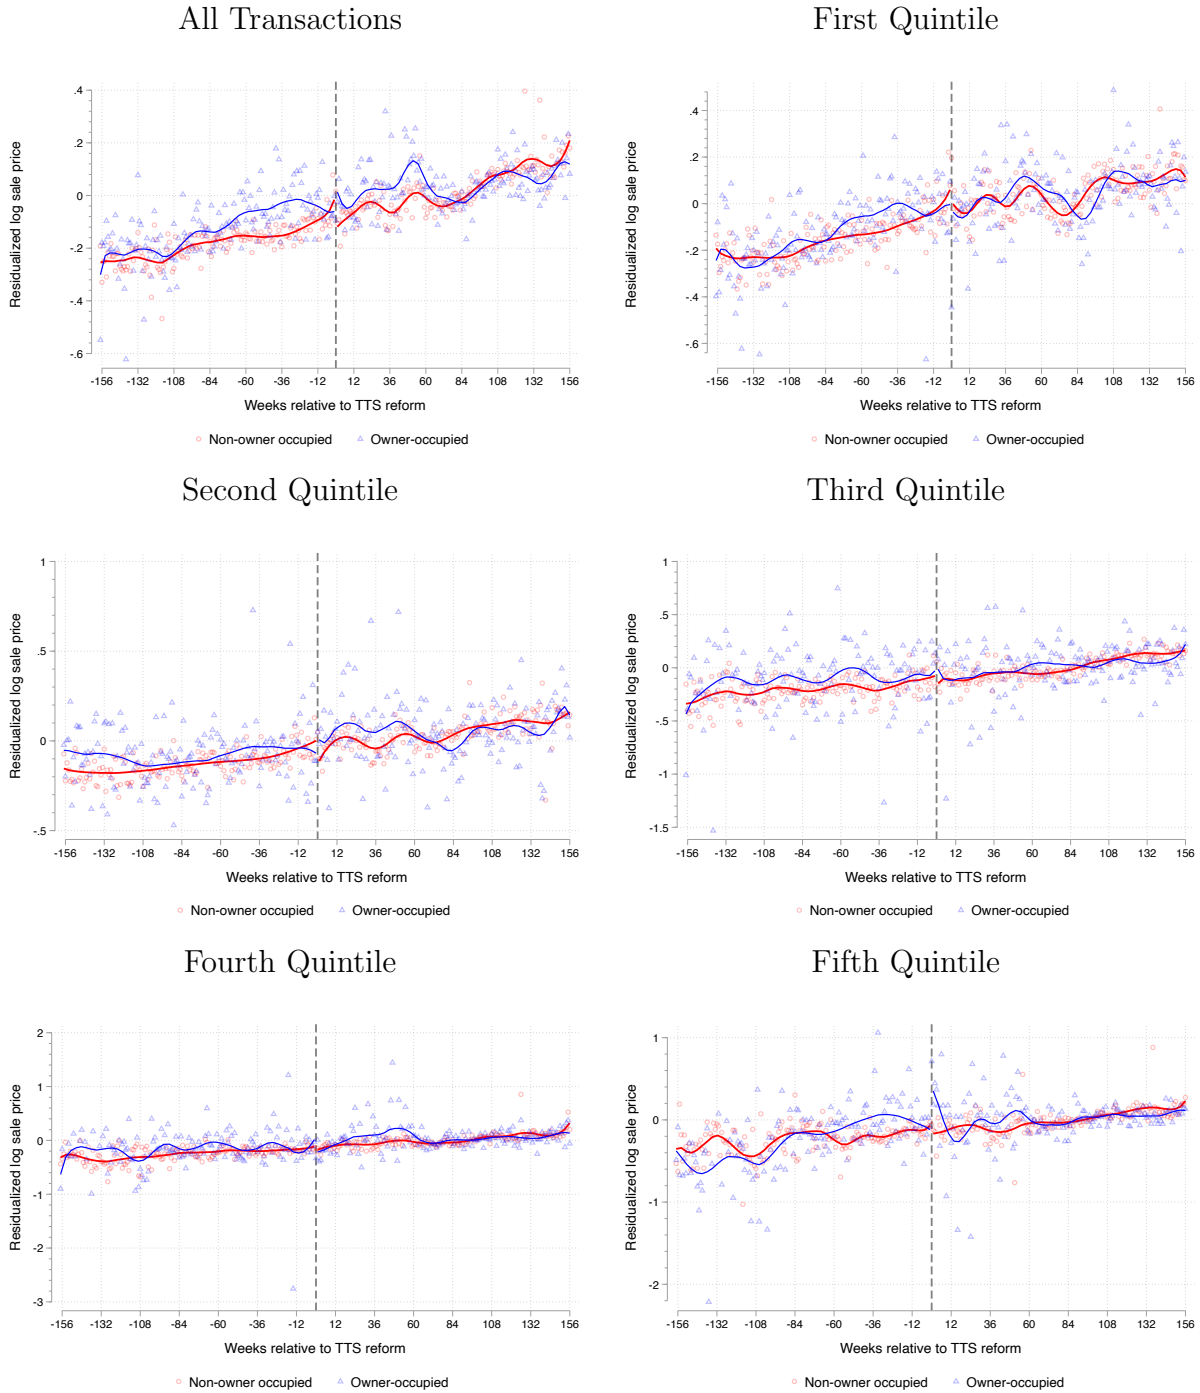 All Transactions
Residualized log sale price
.4
.2
0
-.2
-.4
-.6
-156 -132 -108 -84 -60 -36 -12 12 36 60 84 108 132 156
Weeks relative to TTS reform
Non-owner occupied Owner-occupied
First Quintile
Residualized log sale price
.4
.2
0
-.2
-.4
-.6
-156 -132 -108 -84 -60 -36 -12 12 36 60 84 108 132 156
Weeks relative to TTS reform
Non-owner occupied Owner-occupied
Second Quintile
Residualized log sale price
1
.5
0
-.5
-156 -132 -108 -84 -60 -36 -12 12 36 60 84 108 132 156
Weeks relative to TTS reform
Non-owner occupied Owner-occupied
Third Quintile
Residualized log sale price
1
.5
0
-.5
-1
-1.5
-156 -132 -108 -84 -60 -36 -12 12 36 60 84 108 132 156
Weeks relative to TTS reform
Non-owner occupied Owner-occupied
Fourth Quintile
Residualized log sale price
2
1
0
-1
-2
-3
-156 -132 -108 -84 -60 -36 -12 12 36 60 84 108 132 156
Weeks relative to TTS reform
Non-owner occupied Owner-occupied
Fifth Quintile
Residualized log sale price
1
0
-1
-2
-156 -132 -108 -84 -60 -36 -12 12 36 60 84 108 132 156
Weeks relative to TTS reform
Non-owner occupied Owner-occupied